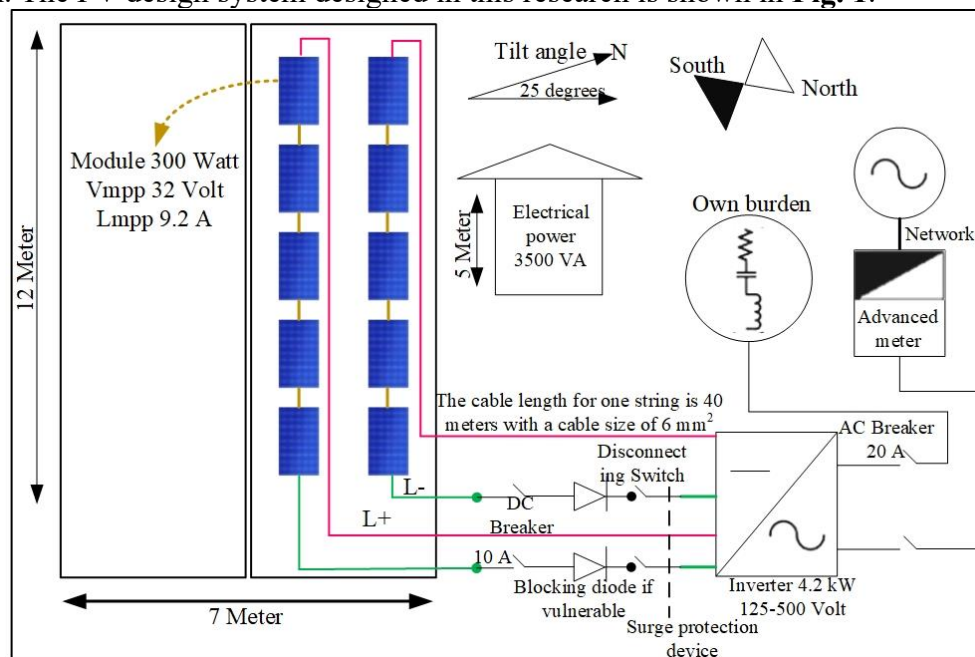 . The PV design system designed in this research is shown in Fig. 1.
Tilt angle
N
25 degrees
South
North
Module 300 Watt
Vmpp 32 Volt
Lmpp 9.2 A
12 Meter
5 Meter
Electrical
power
3500 VA
Own burden
Network
Advanced
meter
The cable length for one string is 40
meters with a cable size of 6 mm²
AC Breaker
20 A
Disconnect
ing Switch
L-
DC
L+
Breaker
10 A
Blocking diode if
vulnerable
Inverter 4.2 kW
125-500 Volt
7 Meter
Surge protection
device